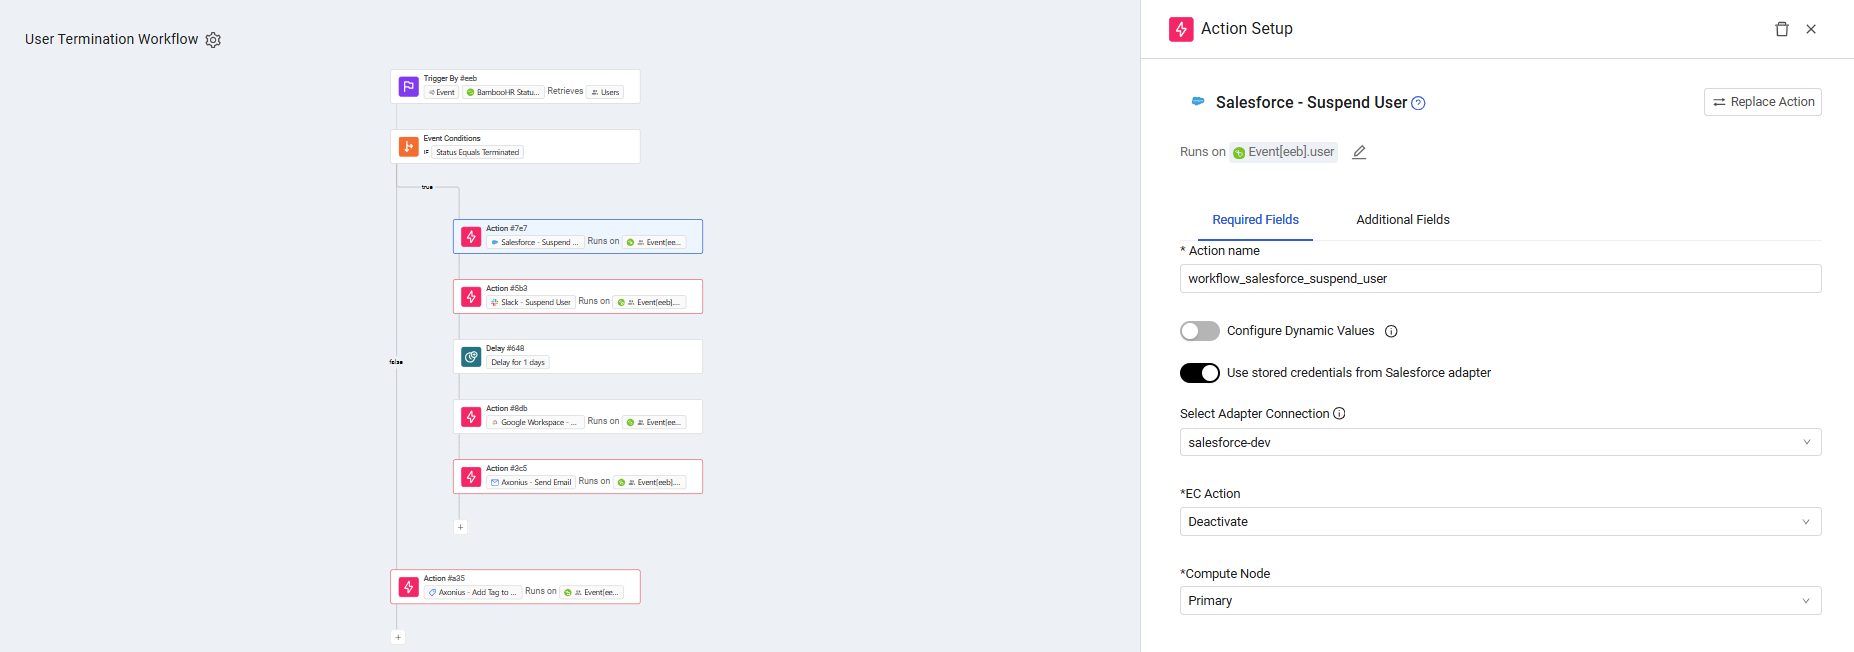 User Termination Workflow
Trigger By #eeb
Event BambooHR Statu... Retrieves Users
Event Conditions
IF Status Equals Terminated
true
Action #7e7
Salesforce - Suspend ... Runs on Event[ee...
Action #5b3
Slack - Suspend User Runs on Event[eeb]....
Delay #648
Delay for 1 days
false
Action #8db
Google Workspace - ... Runs on Event[ee...
Action #3c5
Axonius - Send Email Runs on Event[eeb]....
+
Action #a35
Axonius - Add Tag to ... Runs on Event[ee...
+
Action Setup
Salesforce - Suspend User
Replace Action
Runs on Event[eeb].user
Required Fields Additional Fields
* Action name
workflow_salesforce_suspend_user
Configure Dynamic Values
Use stored credentials from Salesforce adapter
Select Adapter Connection
salesforce-dev
*EC Action
Deactivate
*Compute Node
Primary